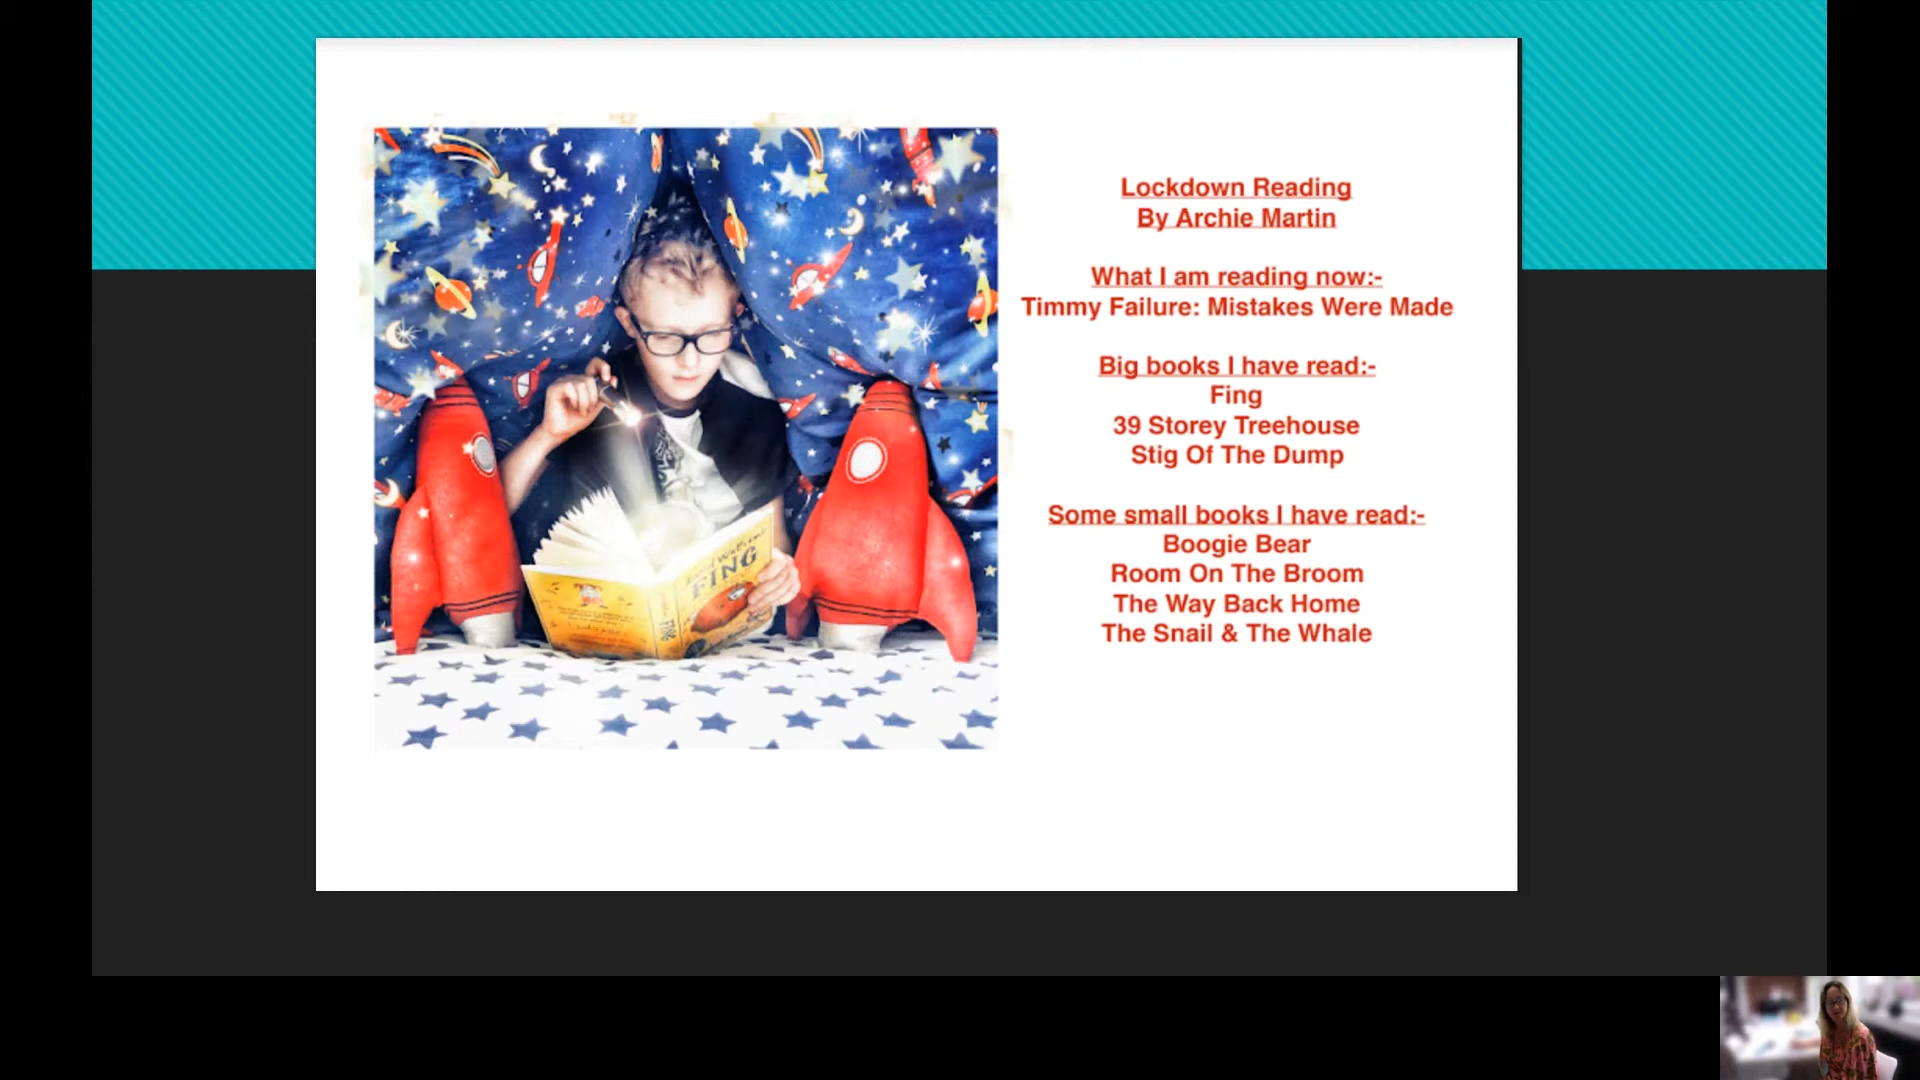 Lockdown Reading
By Archie Martin
What I am reading now:-
Timmy Failure: Mistakes Were Made
Big books I have read:-
Fing
39 Storey Treehouse
Stig Of The Dump
Some small books I have read:-
Boogie Bear
Room On The Broom
The Way Back Home
The Snail & The Whale
FING
FING